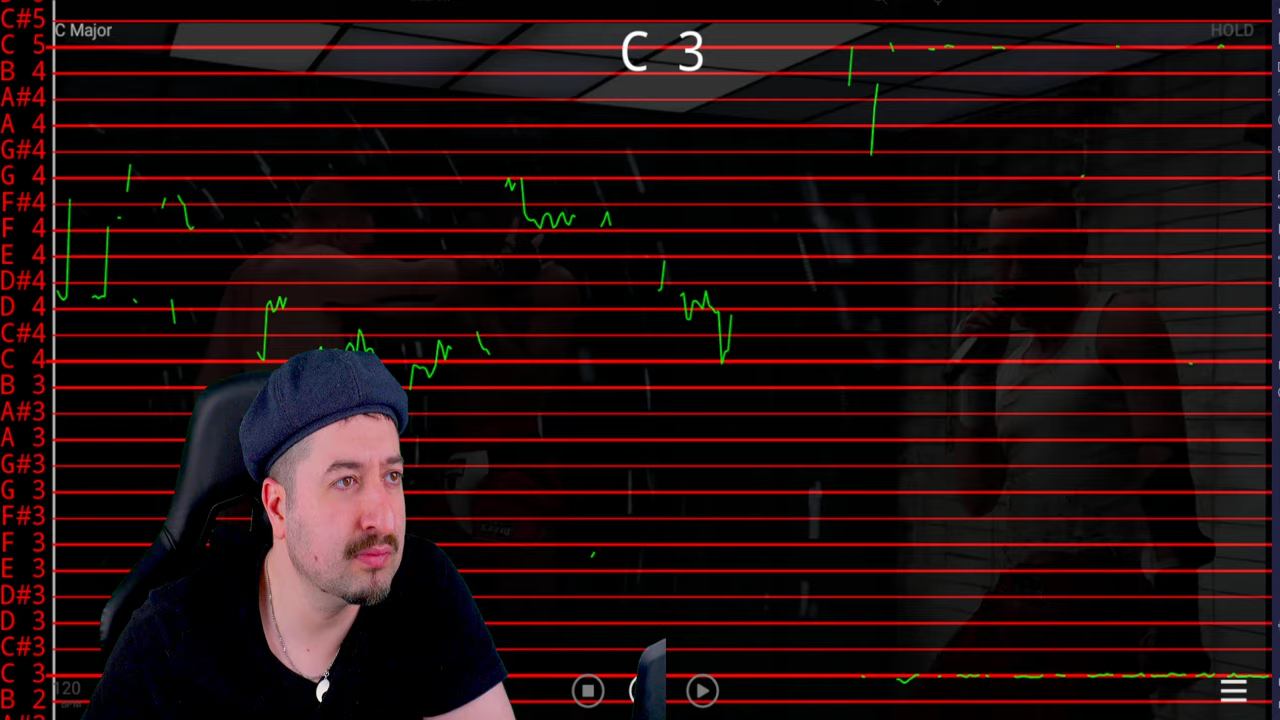 C#5
C Major
HOLD
C 5
C 3
B 4
A#4
A 4
G#4
G 4
F#4
F 4
E 4
D#4
D 4
C#4
C 4
B 3
A#3
A 3
G#3
G 3
F#3
F 3
E 3
D#3
D 3
C#3
C 3
120
B 2